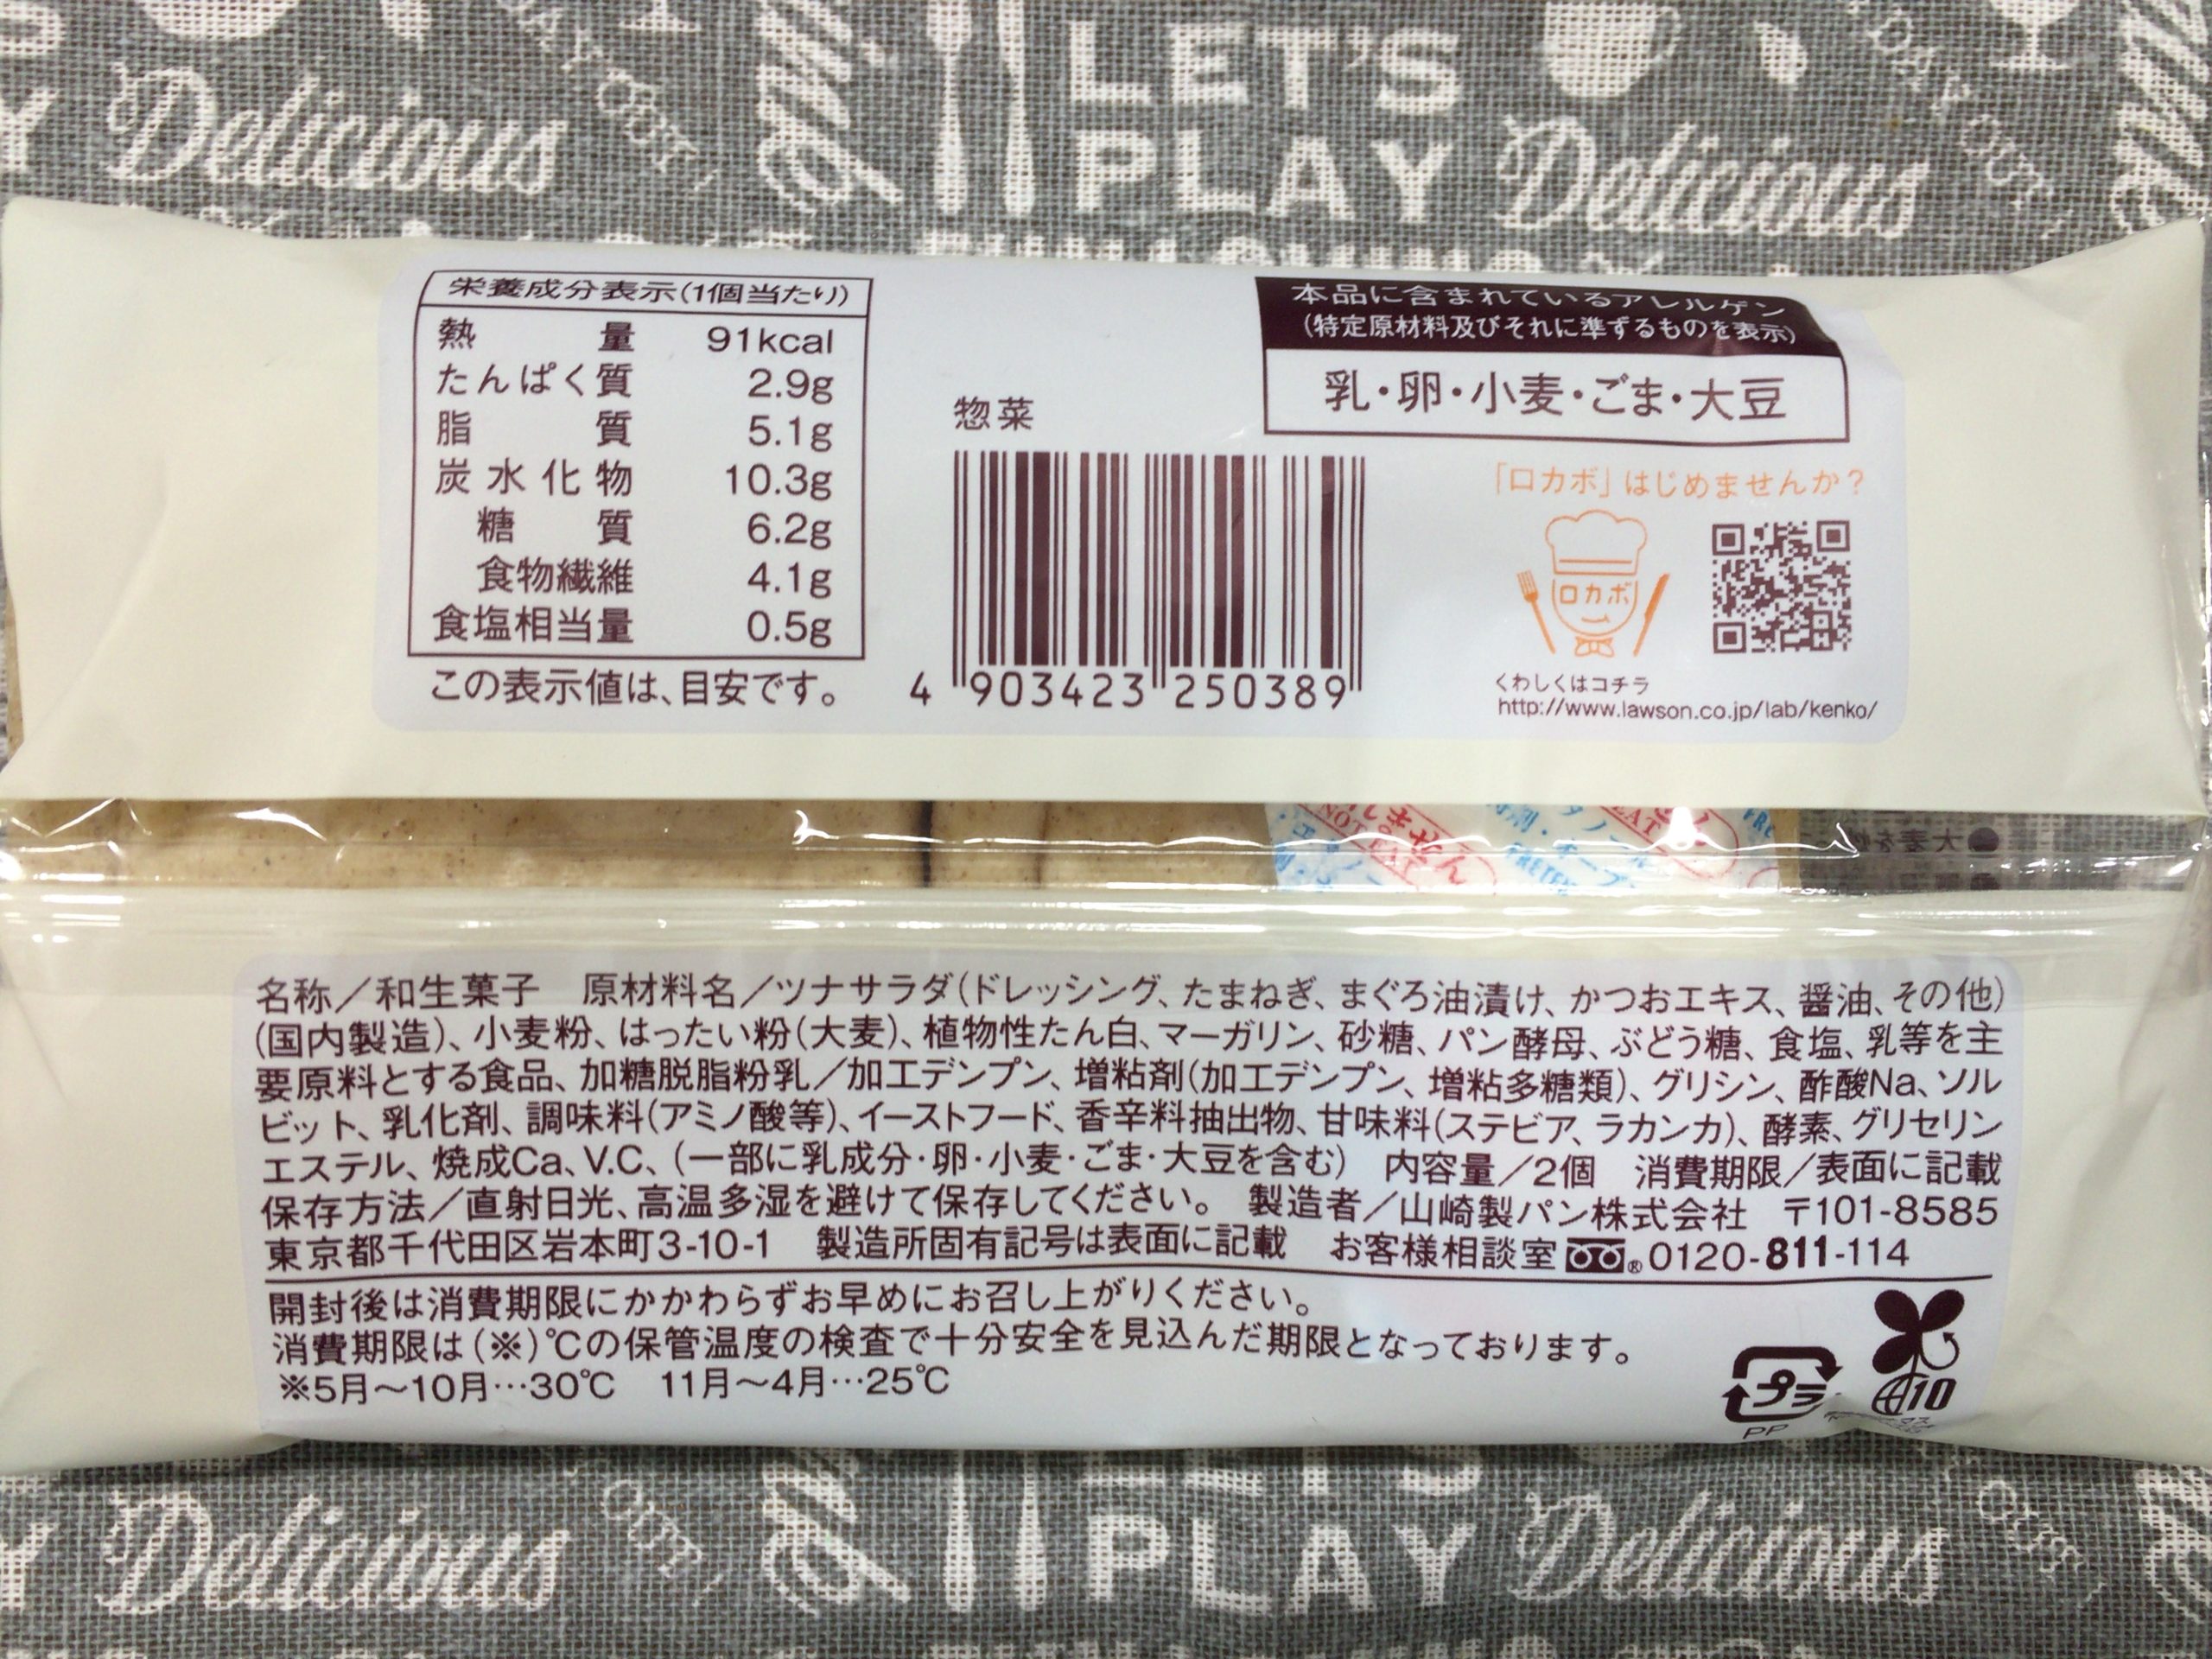 LET'S
Delicious PLAY Delicious
栄養成分表示(1個当たり)
熱量 91kcal
たんぱく質 2.9g
脂質 5.1g
炭水化物 10.3g
糖質 6.2g
食物繊維 4.1g
食塩相当量 0.5g
この表示値は、目安です。
惣菜
4 903423 250389
本品に含まれているアレルゲン
(特定原材料及びそれに準ずるものを表示)
乳・卵・小麦・ごま・大豆
「ロカボ」はじめませんか?
ロカボ
くわしくはコチラ
http://www.lawson.co.jp/lab/kenko/
名称/和生菓子 原材料名/ツナサラダ(ドレッシング、たまねぎ、まぐろ油漬け、かつおエキス、醤油、その他)
(国内製造)、小麦粉、はったい粉(大麦)、植物性たん白、マーガリン、砂糖、パン酵母、ぶどう糖、食塩、乳等を主
要原料とする食品、加糖脱脂粉乳/加工デンプン、増粘剤(加工デンプン、増粘多糖類)、グリシン、酢酸Na、ソル
ビット、乳化剤、調味料(アミノ酸等)、イーストフード、香辛料抽出物、甘味料(ステビア、ラカンカ)、酵素、グリセリン
エステル、焼成Ca、V.C、(一部に乳成分・卵・小麦・ごま・大豆を含む) 内容量/2個 消費期限/表面に記載
保存方法/直射日光、高温多湿を避けて保存してください。 製造者/山崎製パン株式会社 〒101-8585
東京都千代田区岩本町3-10-1 製造所固有記号は表面に記載 お客様相談室 ® 0120-811-114
開封後は消費期限にかかわらずお早めにお召し上がりください。
消費期限は(※)℃の保管温度の検査で十分安全を見込んだ期限となっております。
※5月〜10月…30℃ 11月〜4月…25℃
プラ
PP
10
Delicious PLAY Delicious